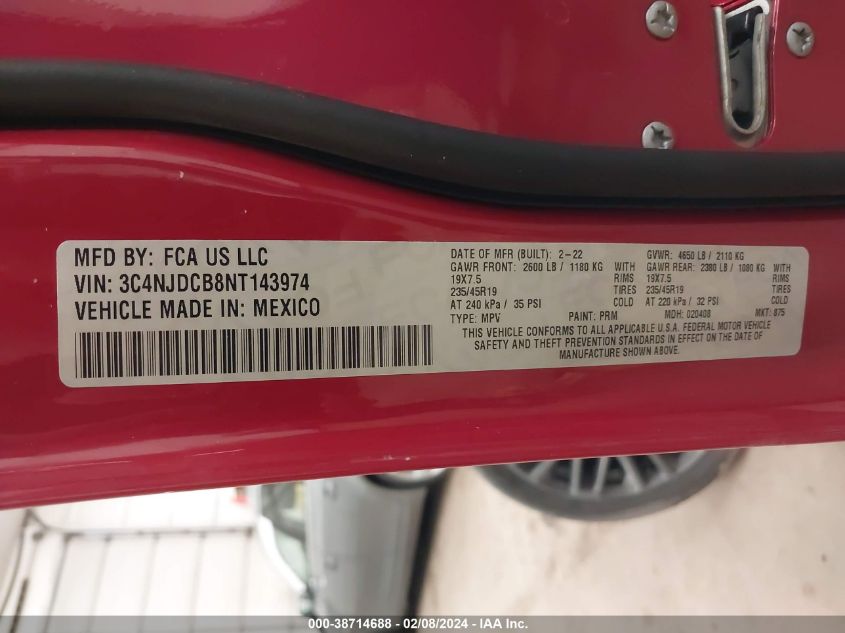 MFD BY: FCA US LLC
VIN: 3C4NJDCB8NT143974
VEHICLE MADE IN: MEXICO
DATE OF MFR (BUILT): 2-22 GVWR: 4650 LB / 2110 KG
GAWR FRONT: 2600 LB / 1180 KG WITH GAWR REAR: 2380 LB / 1080 KG WITH
19X7.5 RIMS 19X7.5 RIMS
235/45R19 TIRES 235/45R19 TIRES
AT 240 kPa / 35 PSI COLD AT 220 kPa / 32 PSI COLD
TYPE: MPV PAINT: PRM MDH: 020408 MKT: 875
THIS VEHICLE CONFORMS TO ALL APPLICABLE U.S.A. FEDERAL MOTOR VEHICLE
SAFETY AND THEFT PREVENTION STANDARDS IN EFFECT ON THE DATE OF
MANUFACTURE SHOWN ABOVE.
000-38714688 - 02/08/2024 - IAA Inc.